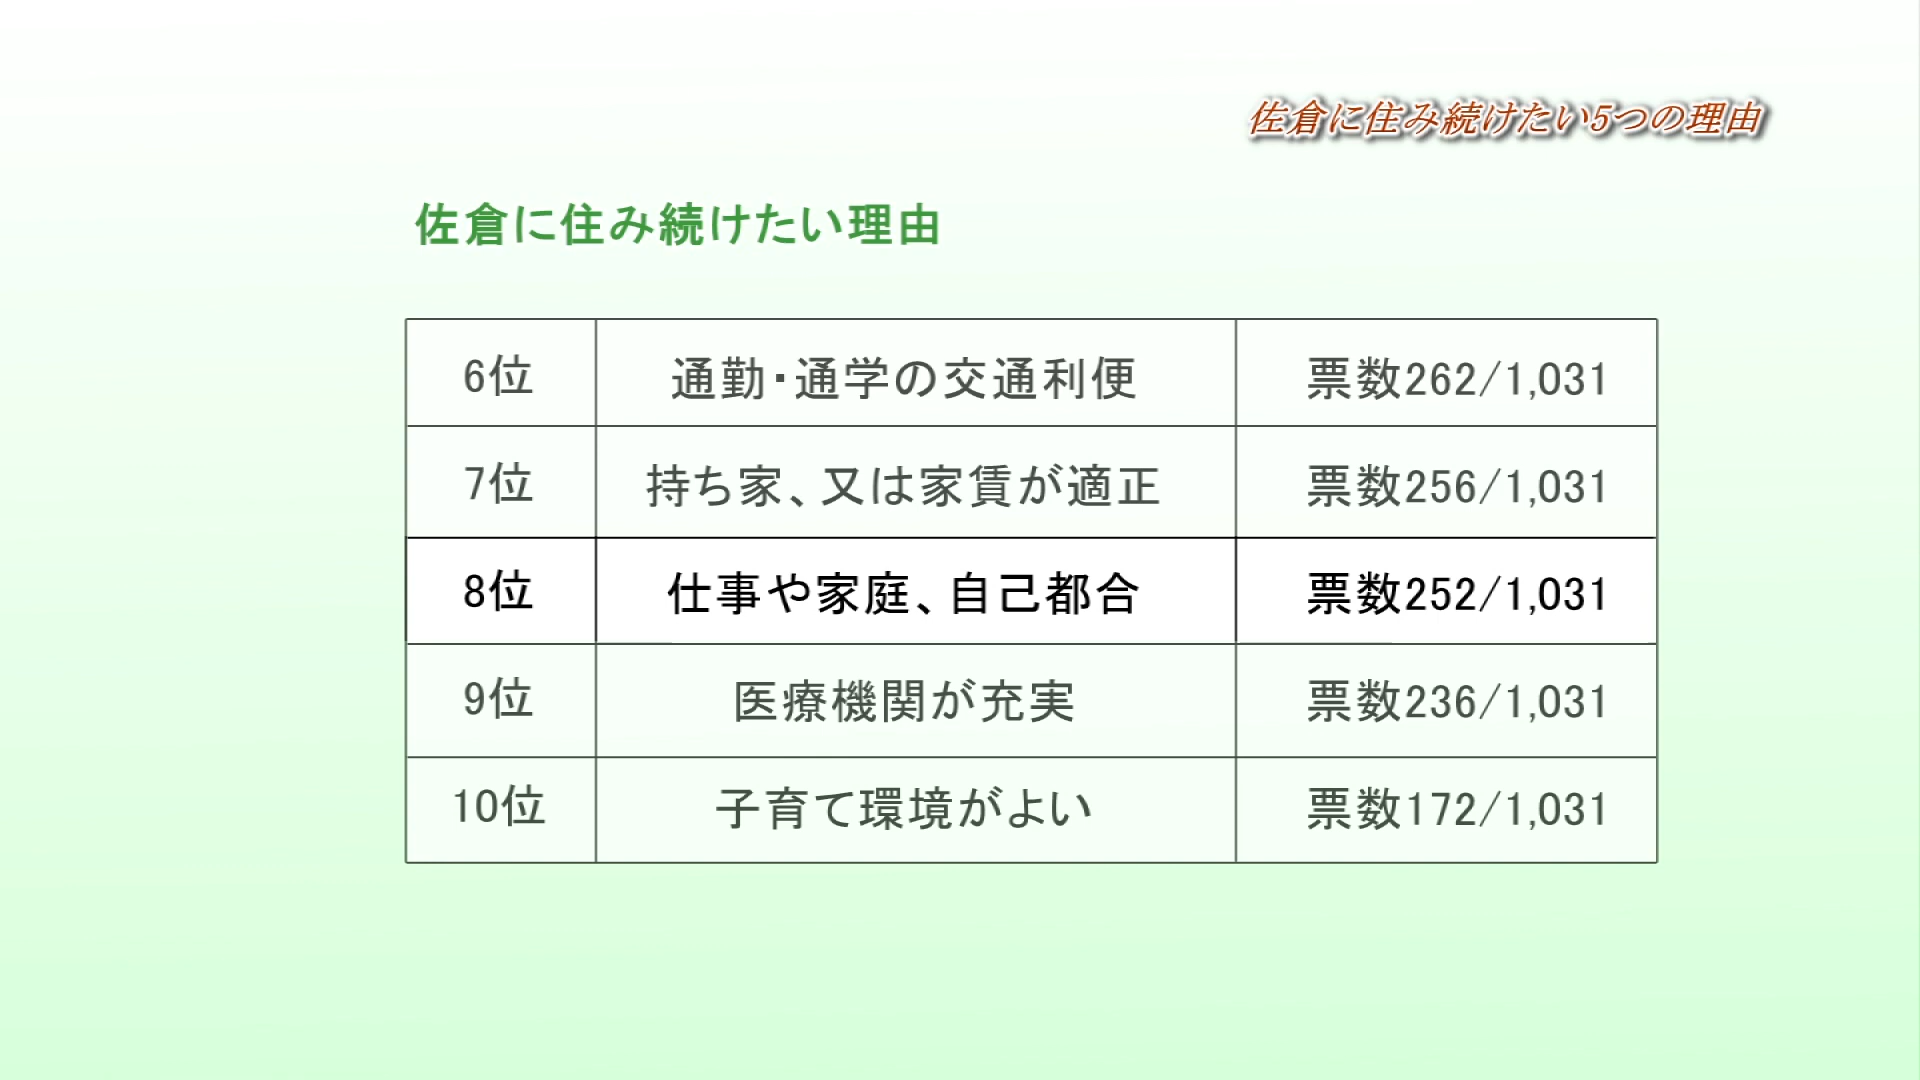 佐倉に住み続けたい5つの理由
佐倉に住み続けたい理由
6位 通勤・通学の交通利便 票数262/1,031
7位 持ち家、又は家賃が適正 票数256/1,031
8位 仕事や家庭、自己都合 票数252/1,031
9位 医療機関が充実 票数236/1,031
10位 子育て環境がよい 票数172/1,031